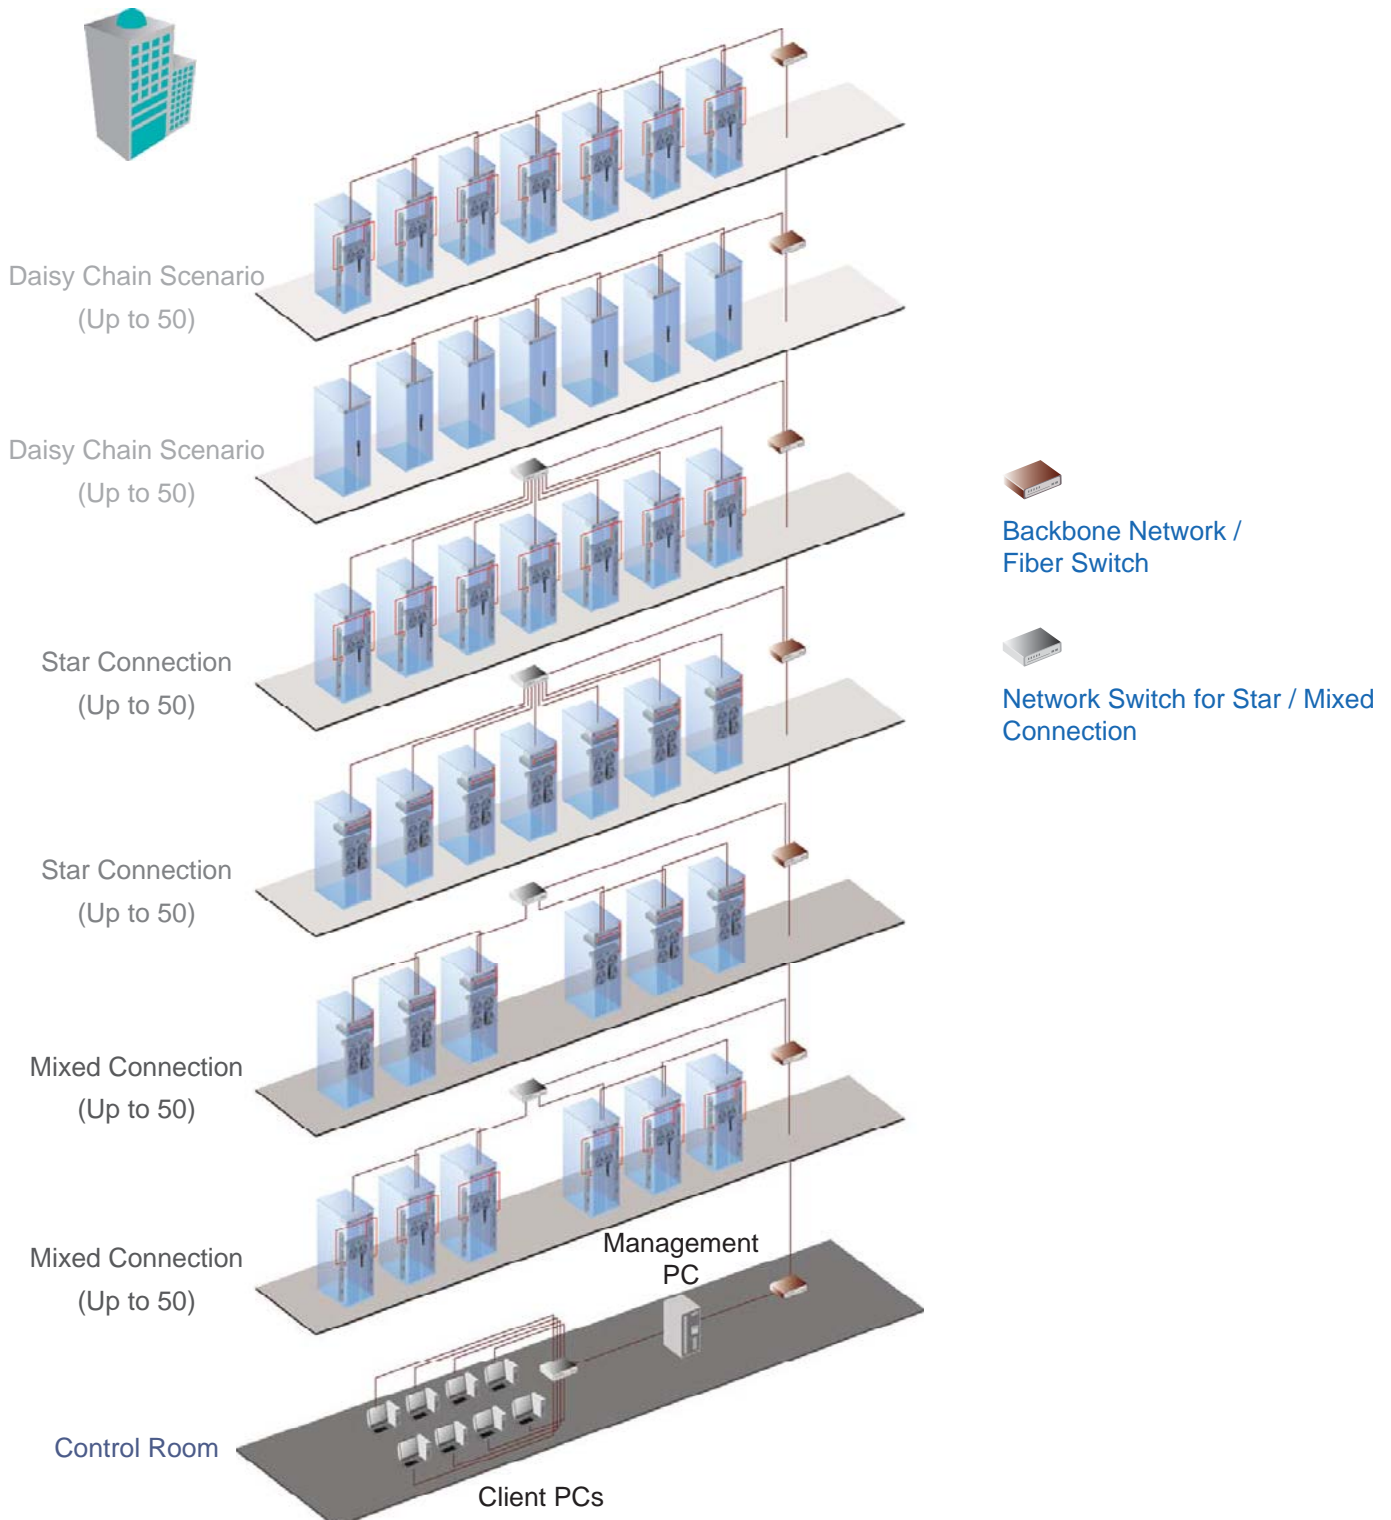 Daisy Chain Scenario
(Up to 50)
Daisy Chain Scenario
(Up to 50)
Backbone Network /
Fiber Switch
Star Connection
(Up to 50)
Network Switch for Star / Mixed
Connection
Star Connection
(Up to 50)
Mixed Connection
(Up to 50)
Mixed Connection
(Up to 50)
Management
PC
Control Room
Client PCs